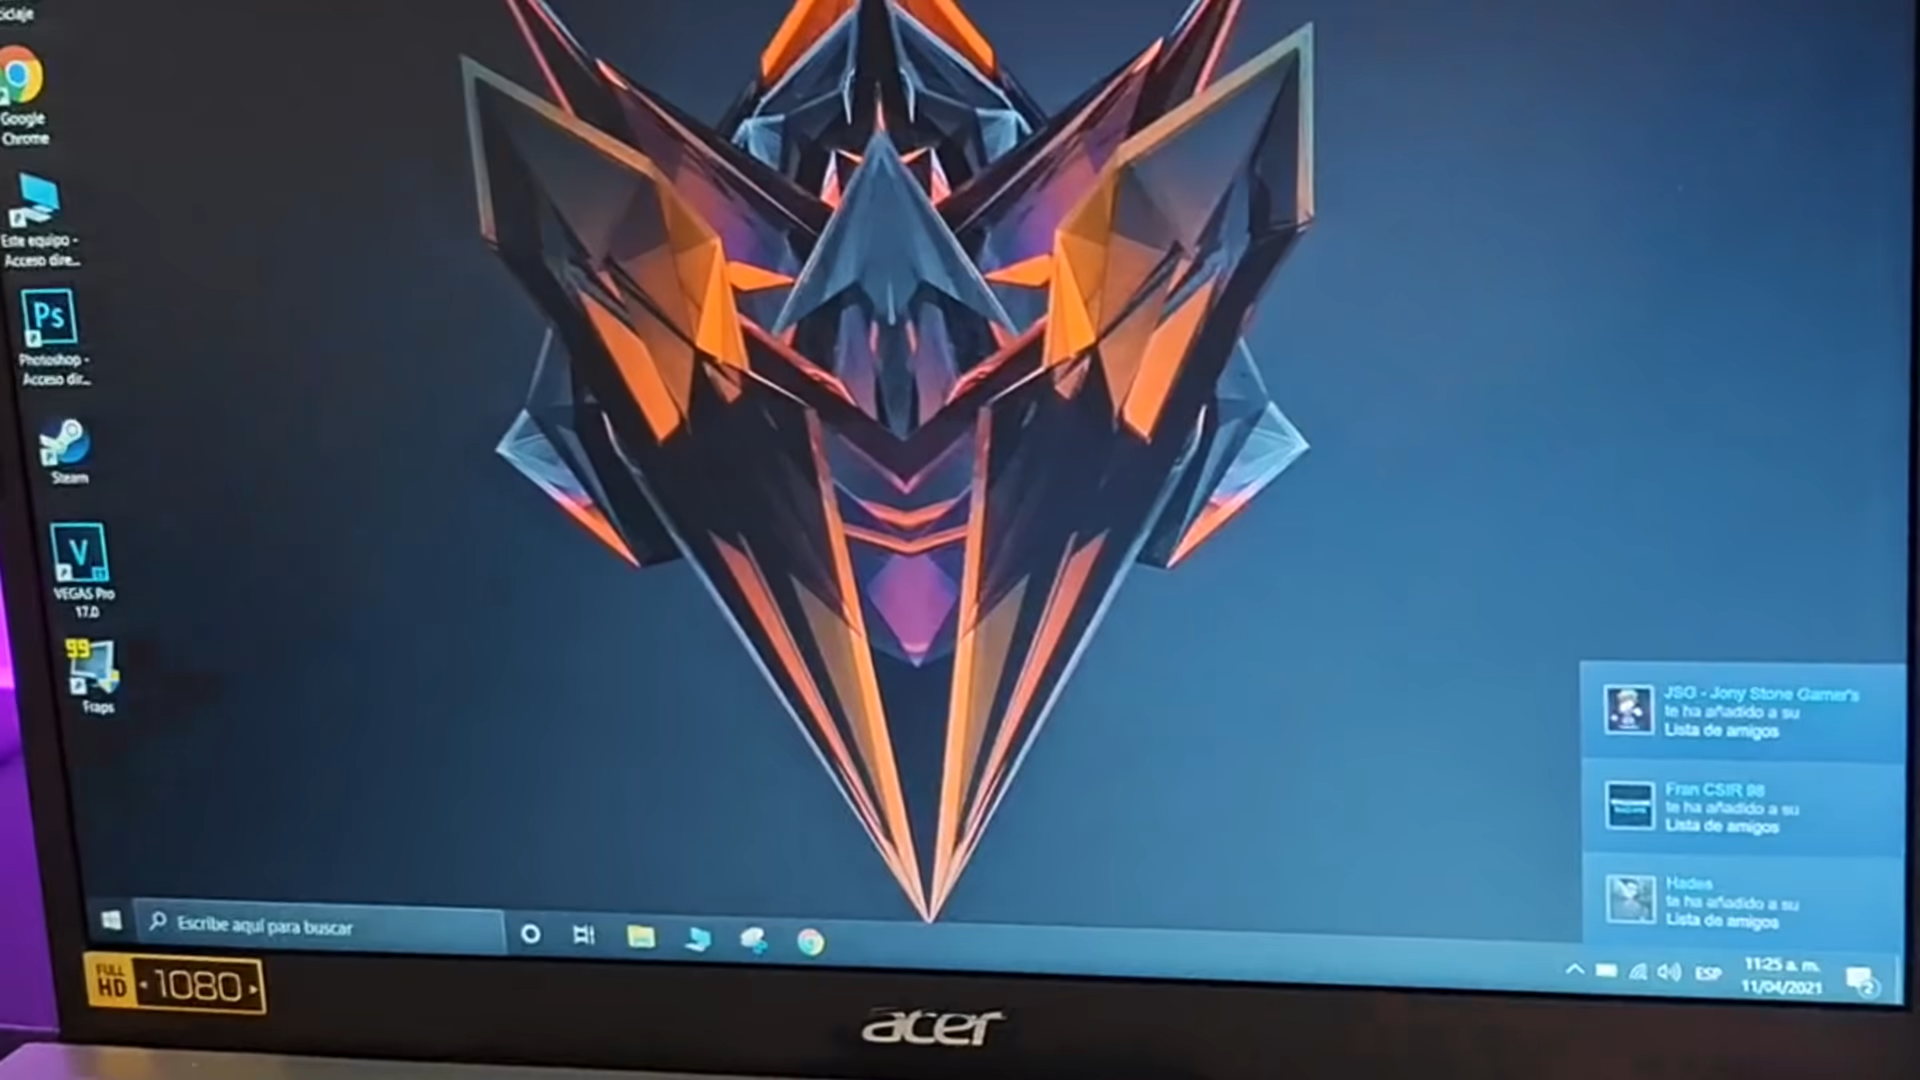 Google
Chrome
Este equipo -
Acceso dire...
Ps
Photoshop -
Acceso dir...
Steam
V
VEGAS Pro
17.0
99
Fraps
JSG - Jony Stone Gamer's
te ha añadido a su
Lista de amigos
Fran CSIR 98
te ha añadido a su
Lista de amigos
Hades
te ha añadido a su
Lista de amigos
Escribe aquí para buscar
ESP
11:25 a. m.
11/04/2021
2
FULL
HD
1080
acer